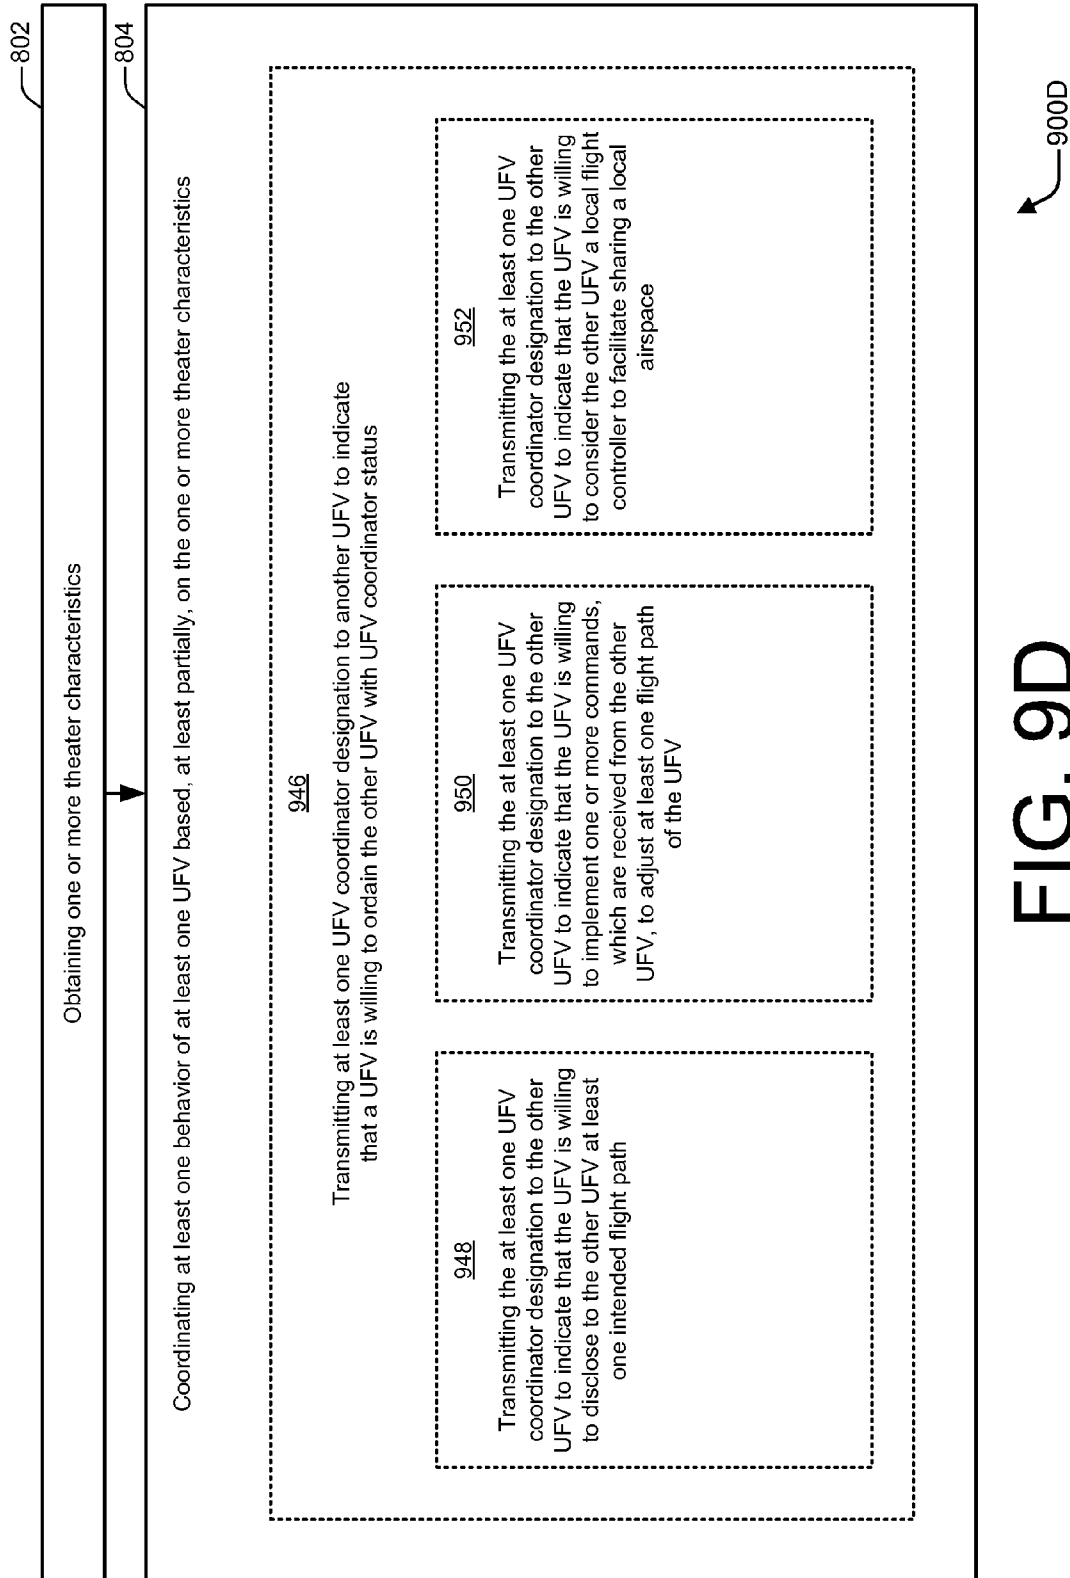 802
Obtaining one or more theater characteristics
804
Coordinating at least one behavior of at least one UFV based, at least partially, on the one or more theater characteristics
946
Transmitting at least one UFV coordinator designation to another UFV to indicate
that a UFV is willing to ordain the other UFV with UFV coordinator status
948
Transmitting the at least one UFV
coordinator designation to the other
UFV to indicate that the UFV is willing
to disclose to the other UFV at least
one intended flight path
950
Transmitting the at least one UFV
coordinator designation to the other
UFV to indicate that the UFV is willing
to implement one or more commands,
which are received from the other
UFV, to adjust at least one flight path
of the UFV
952
Transmitting the at least one UFV
coordinator designation to the other
UFV to indicate that the UFV is willing
to consider the other UFV a local flight
controller to facilitate sharing a local
airspace
900D
FIG. 9D